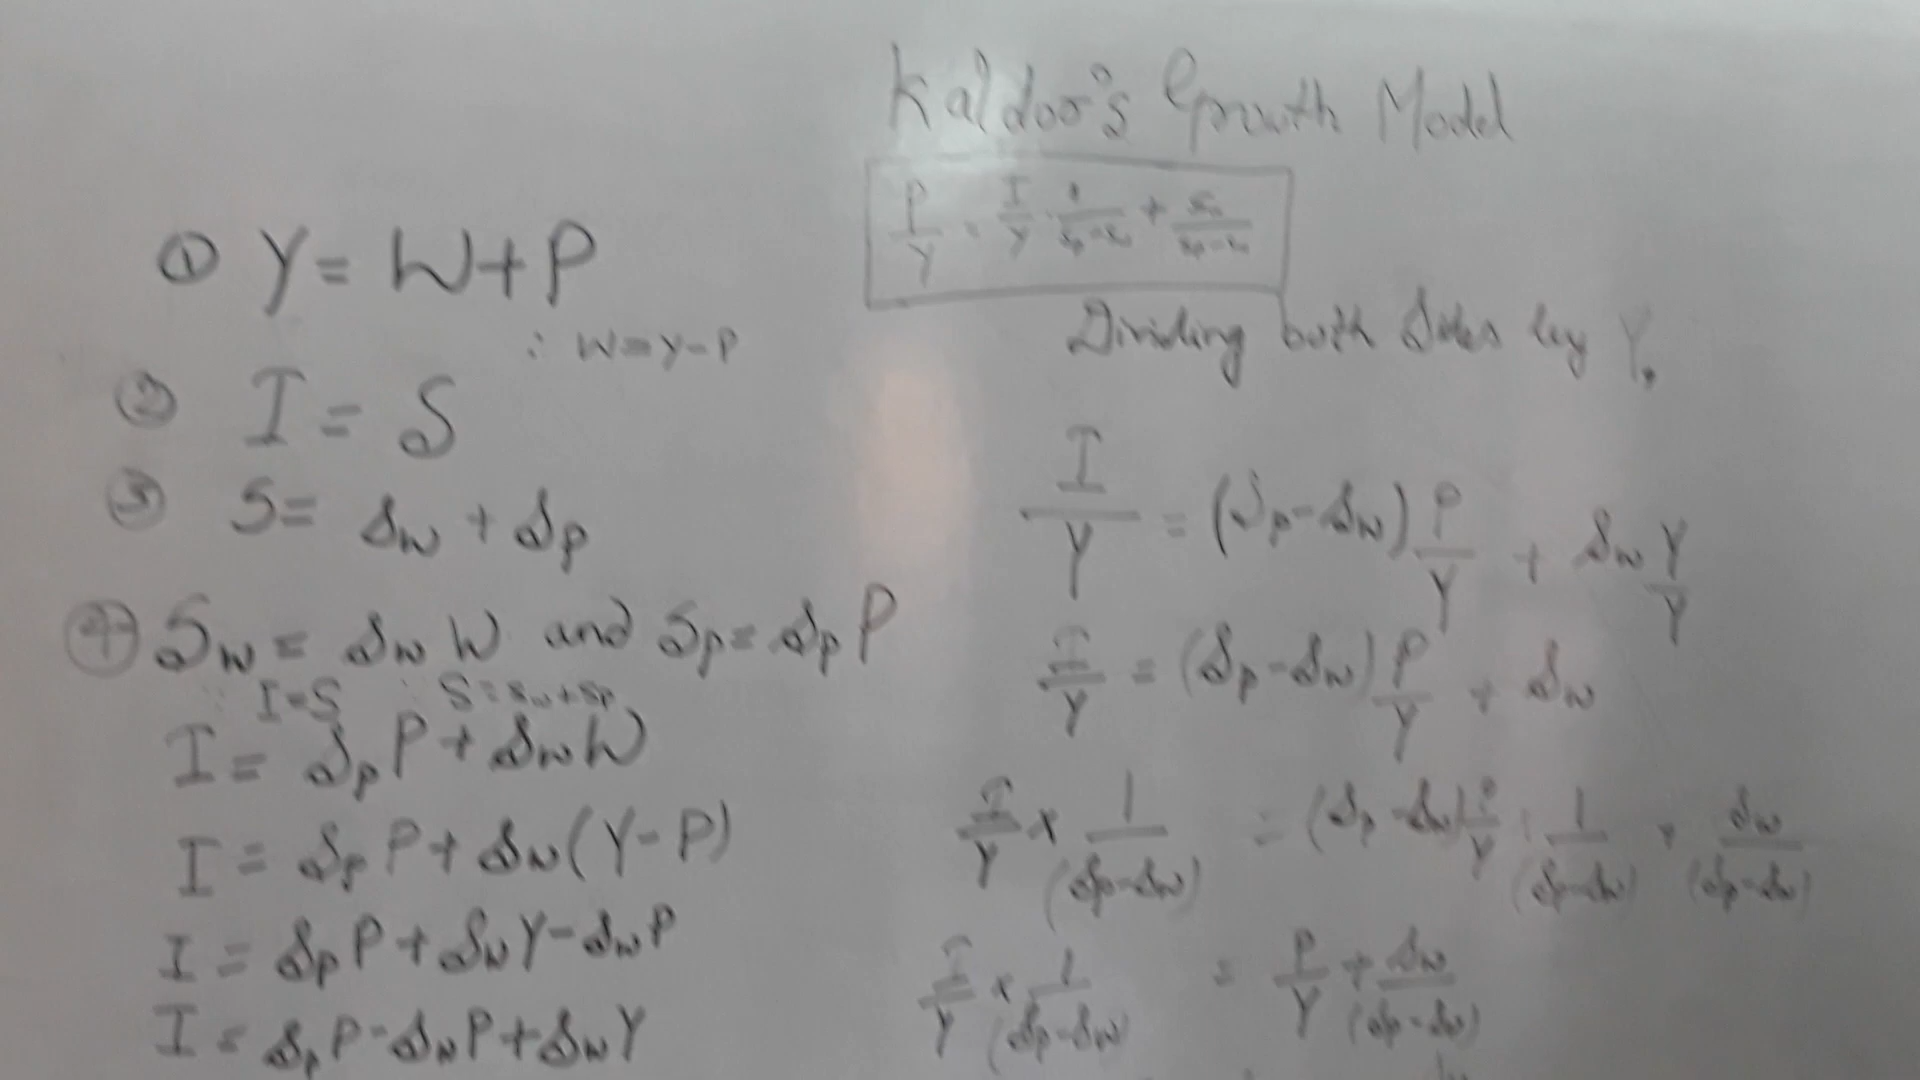 Kaldor's Growth Model
P/Y = I/Y · 1/(sp-sw) + sw/(sp-sw)
① Y = W+P
∴ W=Y-P
② I = S
③ S= Sw + Sp
④ Sw = sw W and Sp = sp P
∵ I=S ∵ S=sw+sp
I = sp P + sw W
I = sp P + sw (Y-P)
I = sp P + sw Y - sw P
I = sp P - sw P + sw Y
Dividing both Sides by Y.
I/Y = (sp-sw) P/Y + sw Y/Y
I/Y = (sp-sw) P/Y + sw
I/Y x 1/(sp-sw) = (sp-sw) P/Y · 1/(sp-sw) + sw/(sp-sw)
I/Y x 1/(sp-sw) = P/Y + sw/(sp-sw)